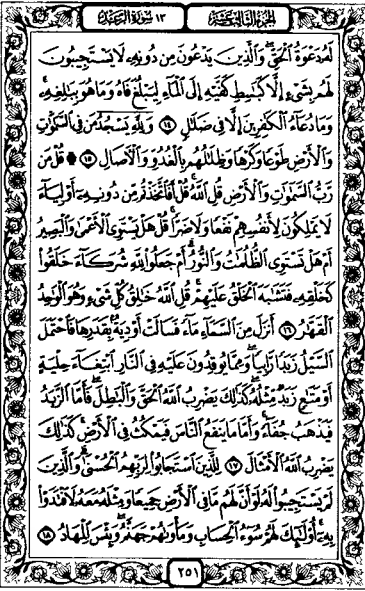 الجزء الثالث عشر ١٣ سورة الرعد
لَهُۥ دَعۡوَةُ ٱلۡحَقِّۖ وَٱلَّذِينَ يَدۡعُونَ مِن دُونِهِۦ لَا يَسۡتَجِيبُونَ
لَهُم بِشَيۡءٍ إِلَّا كَبَٰسِطِ كَفَّيۡهِ إِلَى ٱلۡمَآءِ لِيَبۡلُغَ فَاهُ وَمَا هُوَ بِبَٰلِغِهِۦۚ
وَمَا دُعَآءُ ٱلۡكَٰفِرِينَ إِلَّا فِي ضَلَٰلٖ ١٤ وَلِلَّهِۤ يَسۡجُدُۤ مَن فِي ٱلسَّمَٰوَٰتِ
وَٱلۡأَرۡضِ طَوۡعٗا وَكَرۡهٗا وَظِلَٰلُهُم بِٱلۡغُدُوِّ وَٱلۡأٓصَالِ ١٥ قُلۡ مَن
رَّبُّ ٱلسَّمَٰوَٰتِ وَٱلۡأَرۡضِ قُلِ ٱللَّهُۚ قُلۡ أَفَٱتَّخَذۡتُم مِّن دُونِهِۦٓ أَوۡلِيَآءَ
لَا يَمۡلِكُونَ لِأَنفُسِهِمۡ نَفۡعٗا وَلَا ضَرّٗاۚ قُلۡ هَلۡ يَسۡتَوِي ٱلۡأَعۡمَىٰ وَٱلۡبَصِيرُ
أَمۡ هَلۡ تَسۡتَوِي ٱلظُّلُمَٰتُ وَٱلنُّورُۗ أَمۡ جَعَلُواْ لِلَّهِ شُرَكَآءَ خَلَقُواْ
كَخَلۡقِهِۦ فَتَشَٰبَهَ ٱلۡخَلۡقُ عَلَيۡهِمۡۚ قُلِ ٱللَّهُ خَٰلِقُ كُلِّ شَيۡءٖ وَهُوَ ٱلۡوَٰحِدُ
ٱلۡقَهَّٰرُ ١٦ أَنزَلَ مِنَ ٱلسَّمَآءِ مَآءٗ فَسَالَتۡ أَوۡدِيَةُۢ بِقَدَرِهَا فَٱحۡتَمَلَ
ٱلسَّيۡلُ زَبَدٗا رَّابِيٗاۖ وَمِمَّا يُوقِدُونَ عَلَيۡهِ فِي ٱلنَّارِ ٱبۡتِغَآءَ حِلۡيَةٍ
أَوۡ مَتَٰعٖ زَبَدٞ مِّثۡلُهُۥۚ كَذَٰلِكَ يَضۡرِبُ ٱللَّهُ ٱلۡحَقَّ وَٱلۡبَٰطِلَۚ فَأَمَّا ٱلزَّبَدُ
فَيَذۡهَبُ جُفَآءٗۖ وَأَمَّا مَا يَنفَعُ ٱلنَّاسَ فَيَمۡكُثُ فِي ٱلۡأَرۡضِۚ كَذَٰلِكَ
يَضۡرِبُ ٱللَّهُ ٱلۡأَمۡثَالَ ١٧ لِلَّذِينَ ٱسۡتَجَابُواْ لِرَبِّهِمُ ٱلۡحُسۡنَىٰۚ وَٱلَّذِينَ
لَمۡ يَسۡتَجِيبُواْ لَهُۥ لَوۡ أَنَّ لَهُم مَّا فِي ٱلۡأَرۡضِ جَمِيعٗا وَمِثۡلَهُۥ مَعَهُۥ لَٱفۡتَدَوۡاْ
بِهِۦٓۚ أُوْلَٰٓئِكَ لَهُمۡ سُوٓءُ ٱلۡحِسَابِ وَمَأۡوَىٰهُمۡ جَهَنَّمُۖ وَبِئۡسَ ٱلۡمِهَادُ ١٨
٢٥١